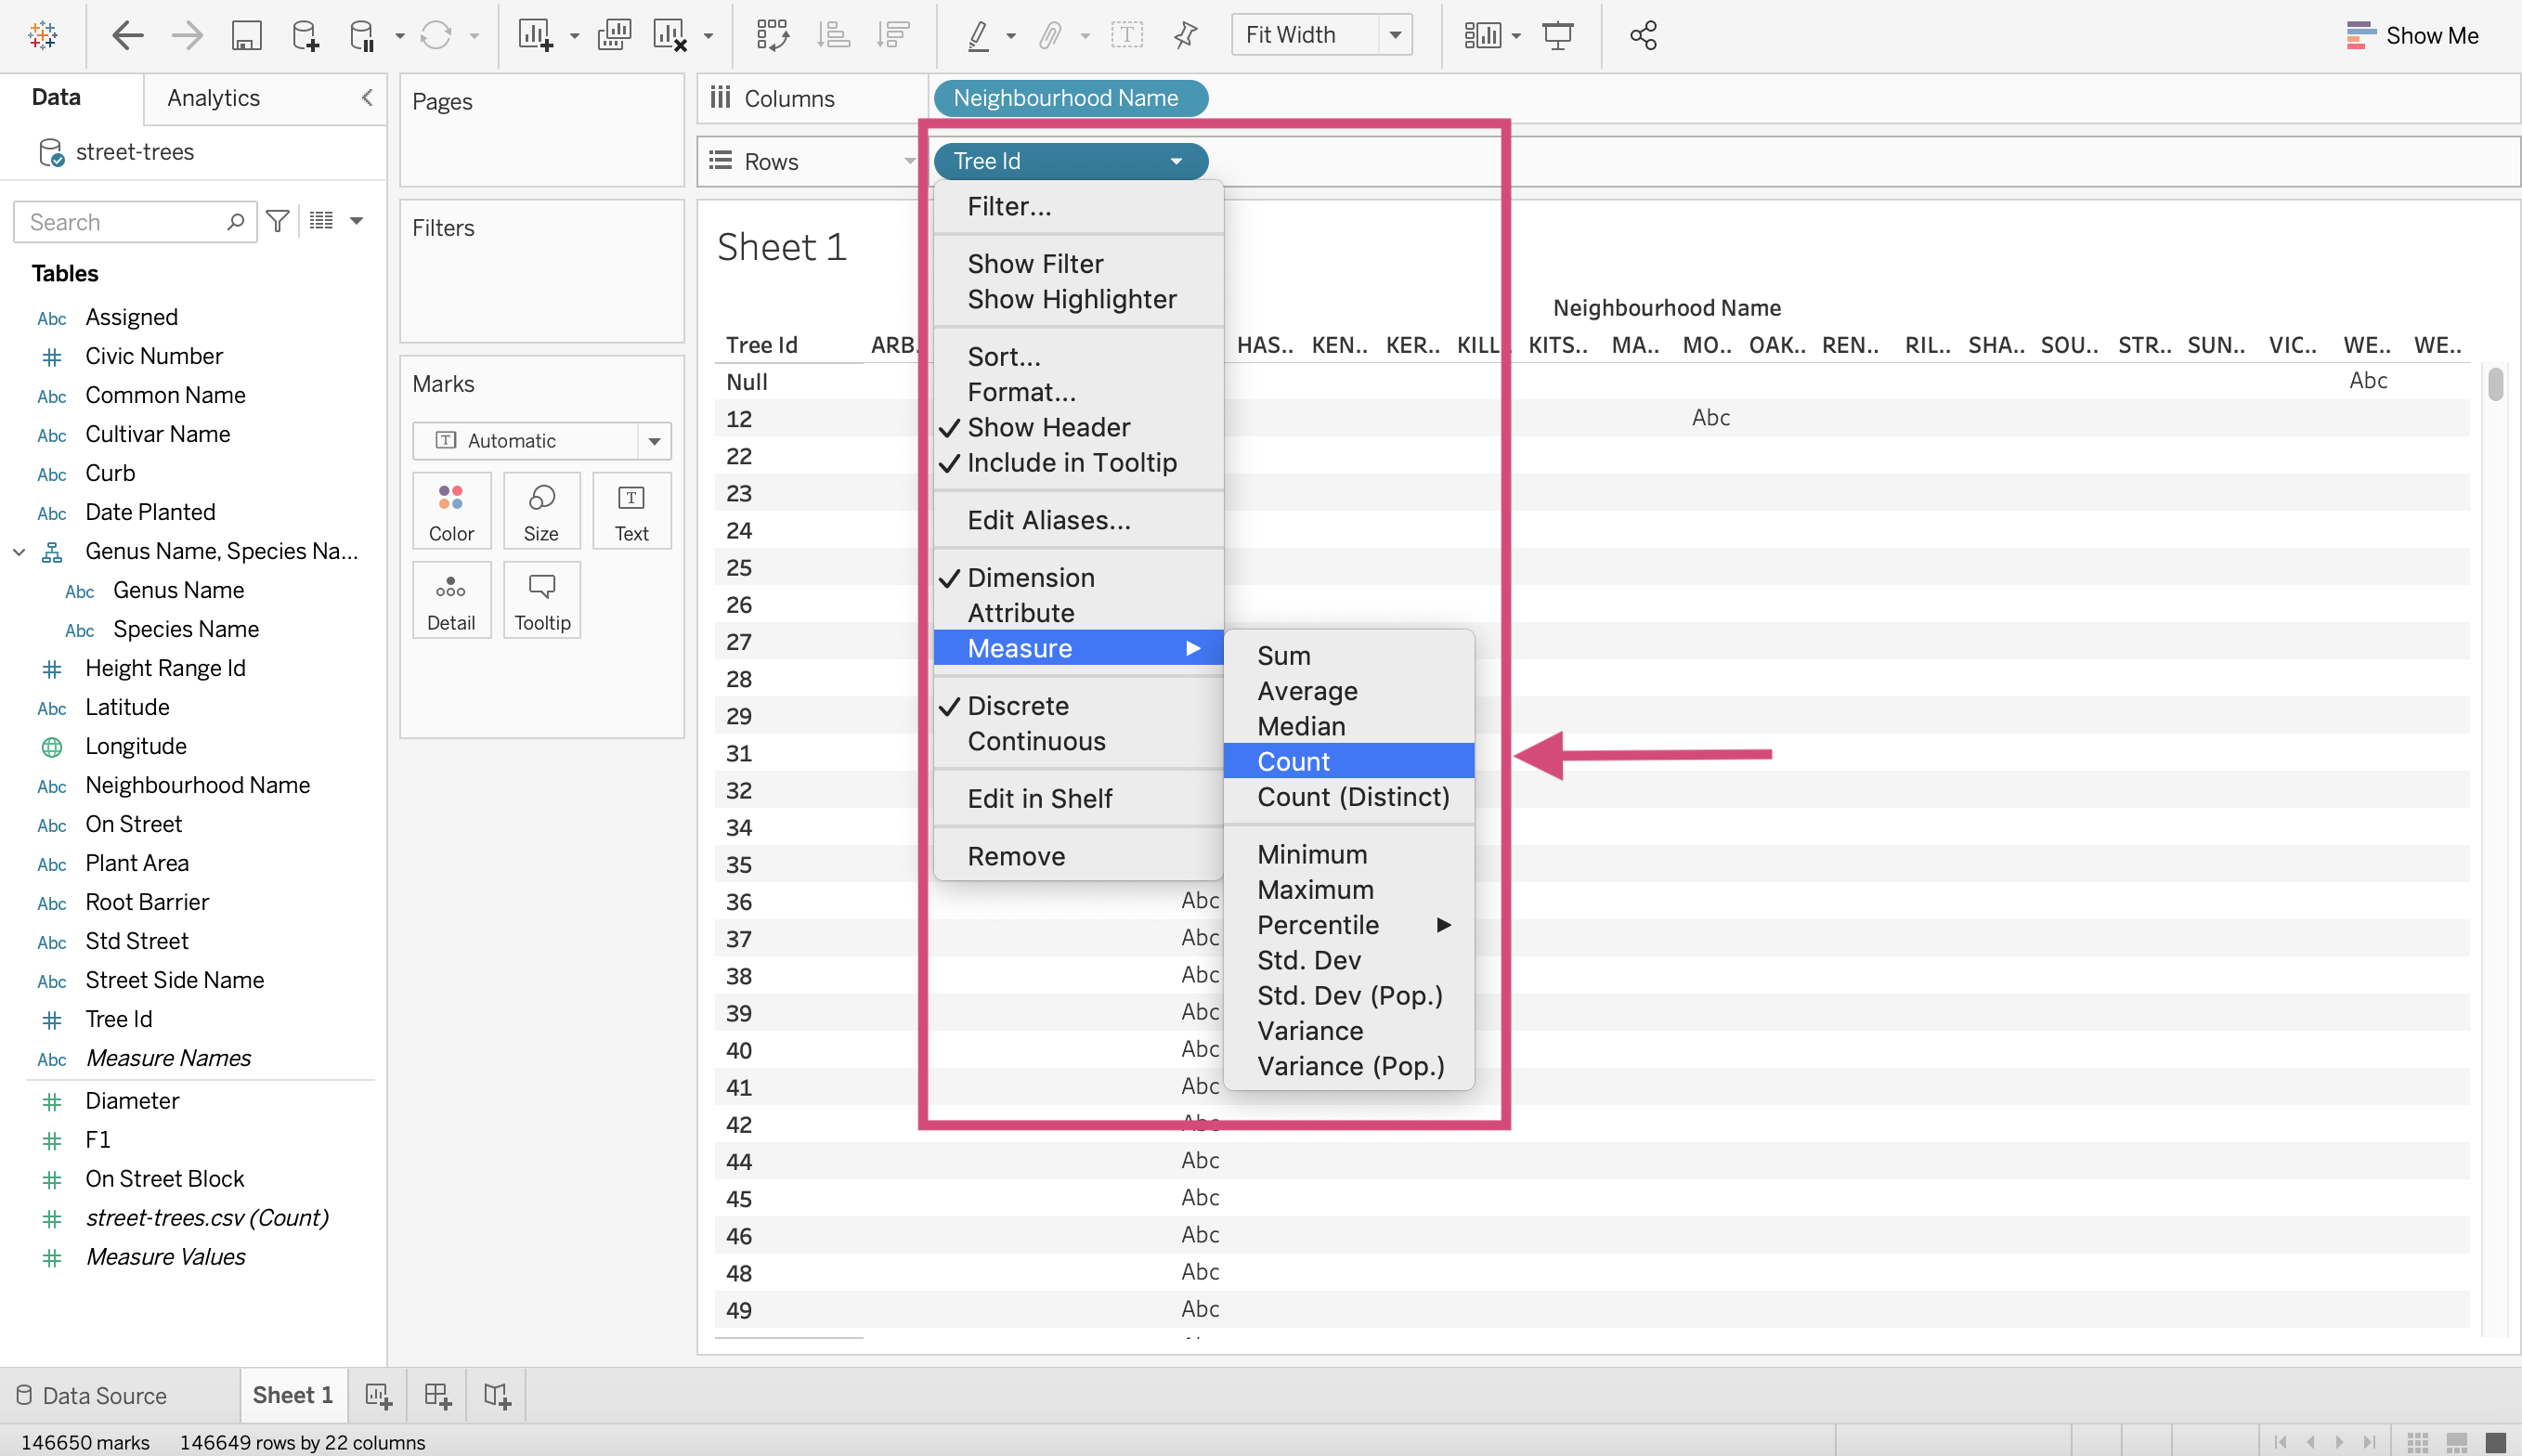 Fit Width
Show Me
Data
Analytics
street-trees
Search
Tables
Abc Assigned
Civic Number
Abc Common Name
Abc Cultivar Name
Abc Curb
Abc Date Planted
Genus Name, Species Na...
Abc Genus Name
Abc Species Name
Height Range Id
Abc Latitude
Longitude
Abc Neighbourhood Name
Abc On Street
Abc Plant Area
Abc Root Barrier
Abc Std Street
Abc Street Side Name
Tree Id
Abc Measure Names
Diameter
F1
On Street Block
street-trees.csv (Count)
Measure Values
Pages
Filters
Marks
T Automatic
Color
Size
T Text
Detail
Tooltip
Columns
Neighbourhood Name
Rows
Tree Id
Sheet 1
Filter...
Show Filter
Show Highlighter
Sort...
Format...
Show Header
Include in Tooltip
Edit Aliases...
Dimension
Attribute
Measure
Discrete
Continuous
Edit in Shelf
Remove
Sum
Average
Median
Count
Count (Distinct)
Minimum
Maximum
Percentile
Std. Dev
Std. Dev (Pop.)
Variance
Variance (Pop.)
Neighbourhood Name
Tree Id ARB.. HAS.. KEN.. KER.. KILL.. KITS.. MA.. MO.. OAK.. REN.. RIL.. SHA.. SOU.. STR.. SUN.. VIC.. WE.. WE..
Null Abc
12 Abc
22
23
24
25
26
27
28
29
31
32
34
35
36 Abc
37 Abc
38 Abc
39 Abc
40 Abc
41 Abc
42 Abc
44 Abc
45 Abc
46 Abc
48 Abc
49 Abc
Data Source
Sheet 1
146650 marks
146649 rows by 22 columns